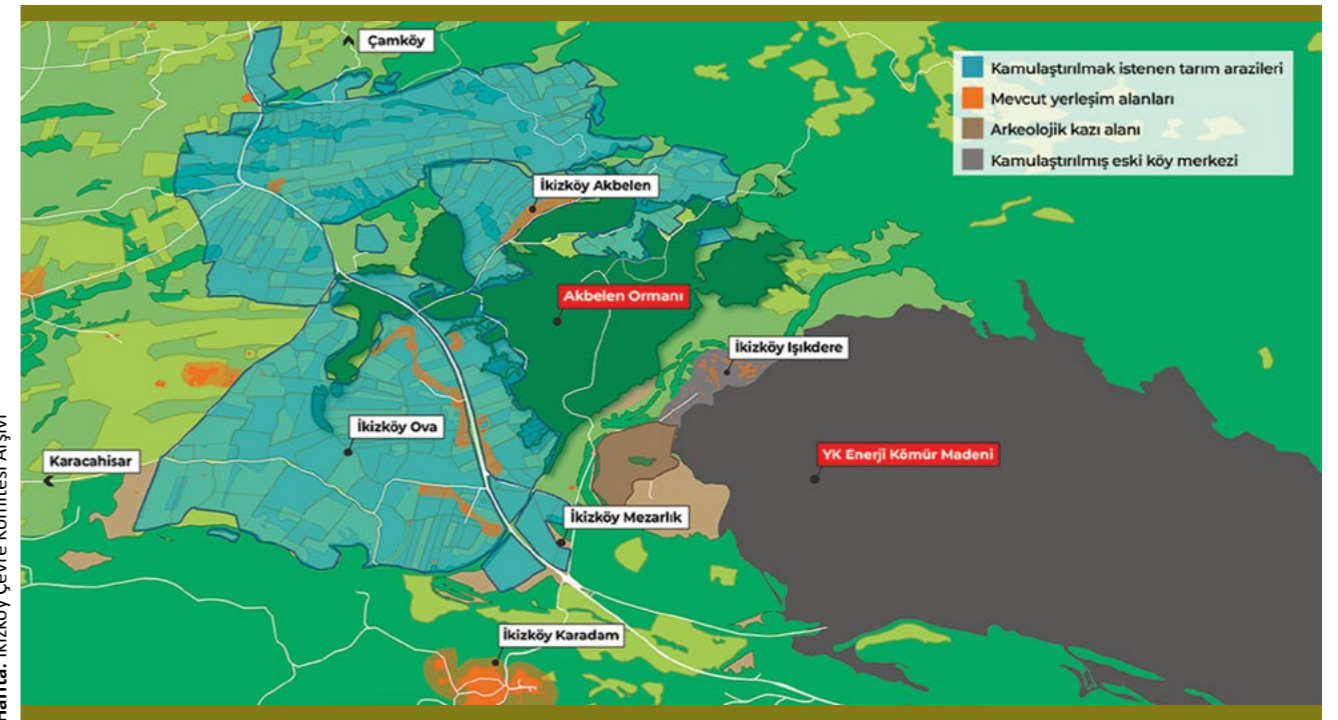 Çamköy
Kamulaştırılmak istenen tarım arazileri
Mevcut yerleşim alanları
Arkeolojik kazı alanı
Kamulaştırılmış eski köy merkezi
İkizköy Akbelen
Akbelen Ormanı
İkizköy Işıkdere
İkizköy Ova
Karacahisar
YK Enerji Kömür Madeni
İkizköy Mezarlık
İkizköy Karadam
Harita: İkizköy Çevre Komitesi Arşivi